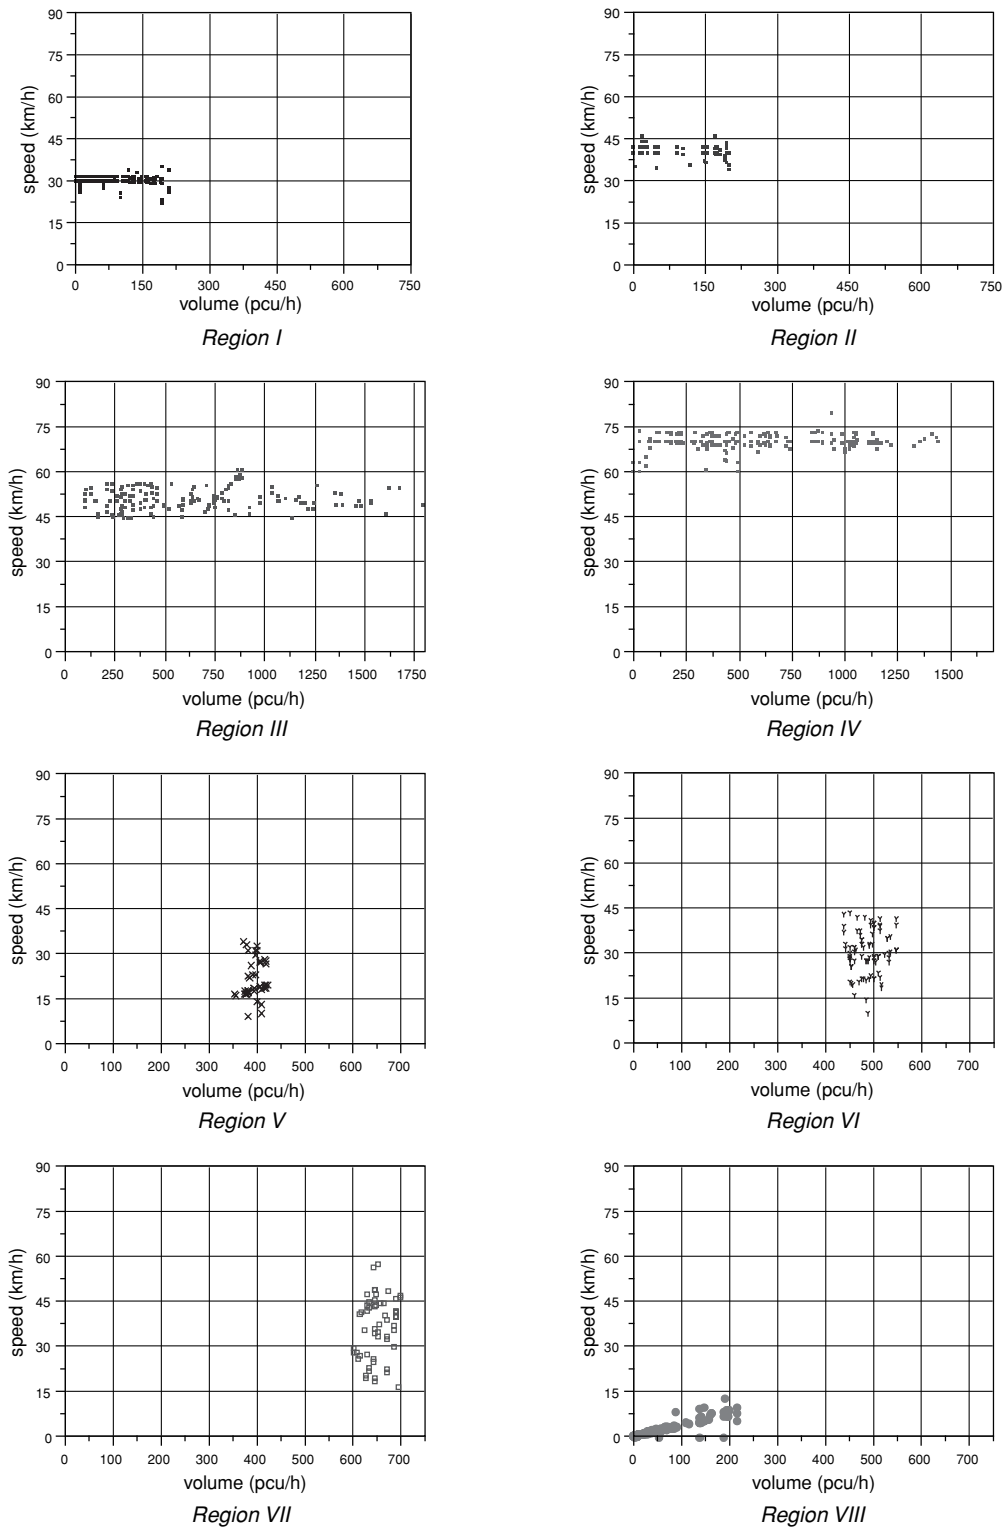 90 90
75 75
60 60
45 45
30 30
15 15
0 0
speed (km/h) speed (km/h)
0 150 300 450 600 750 0 150 300 450 600 750
volume (pcu/h) volume (pcu/h)
Region I Region II
90 90
75 75
60 60
45 45
30 30
15 15
0 0
speed (km/h) speed (km/h)
0 250 500 750 1000 1250 1500 1750 0 250 500 750 1000 1250 1500
volume (pcu/h) volume (pcu/h)
Region III Region IV
90 90
75 75
60 60
45 45
30 30
15 15
0 0
speed (km/h) speed (km/h)
0 100 200 300 400 500 600 700 0 100 200 300 400 500 600 700
volume (pcu/h) volume (pcu/h)
Region V Region VI
90 90
75 75
60 60
45 45
30 30
15 15
0 0
speed (km/h) speed (km/h)
0 100 200 300 400 500 600 700 0 100 200 300 400 500 600 700
volume (pcu/h) volume (pcu/h)
Region VII Region VIII